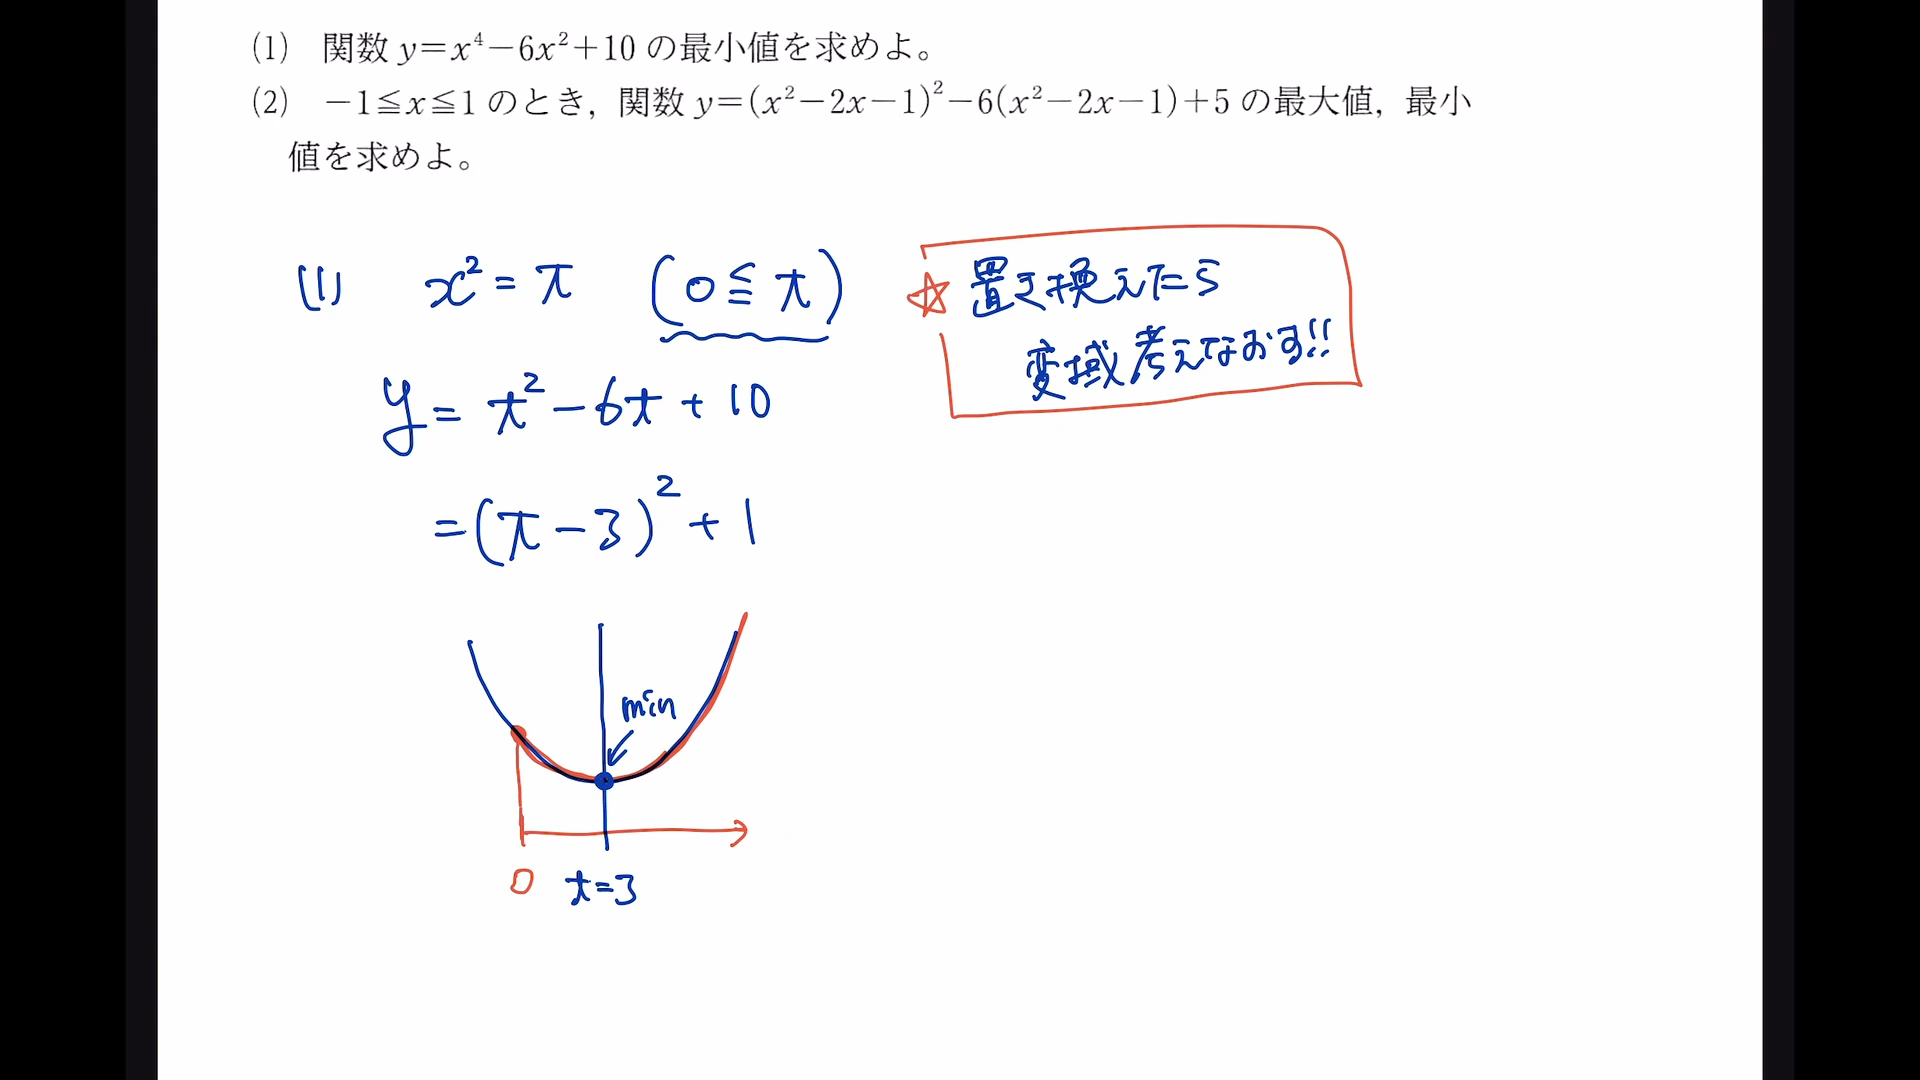 (1) 関数 y=x⁴−6x²+10 の最小値を求めよ。
(2) −1≦x≦1 のとき, 関数 y=(x²−2x−1)²−6(x²−2x−1)+5 の最大値, 最小
値を求めよ。
(1) x² = t (0 ≦ t)
☆ 置き換えたら
変域考えなおす!!
y = t² − 6t + 10
= (t − 3)² + 1
min
0 t=3